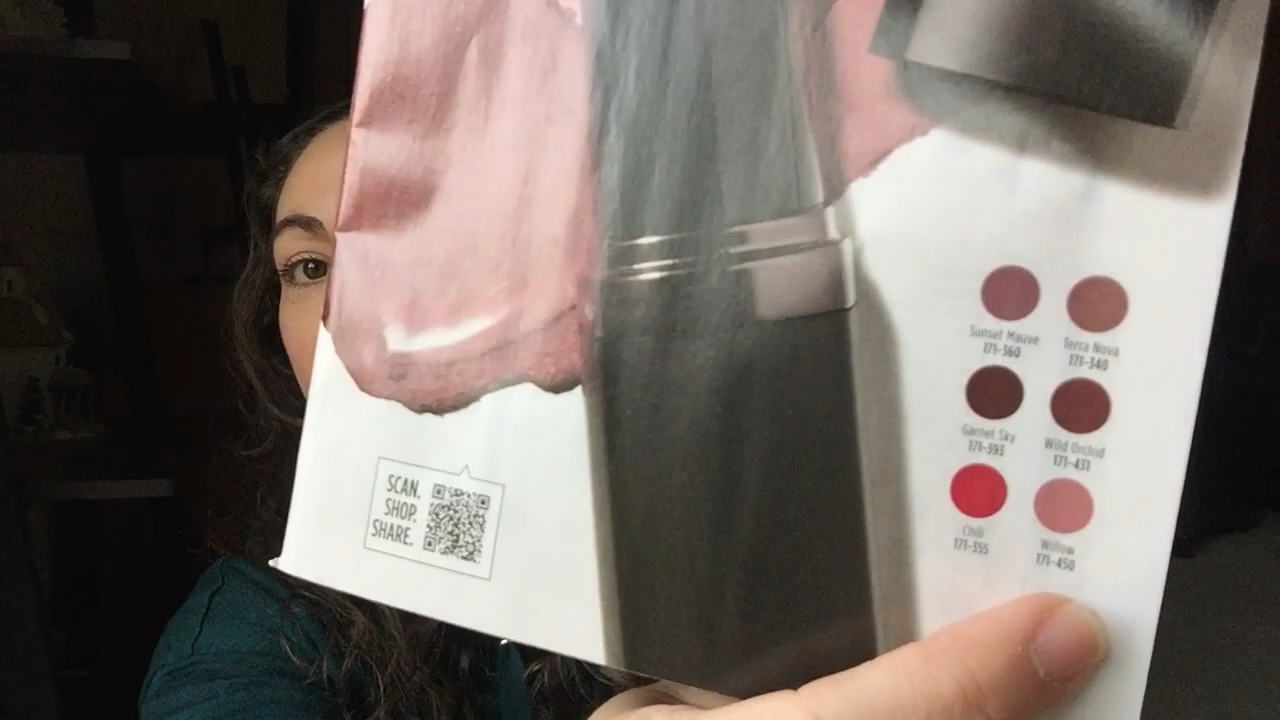 SCAN.
SHOP.
SHARE.
Sunset Mauve
171-360
Terra Nova
171-340
Garnet Sky
171-393
Wild Orchid
171-431
Chili
171-355
Willow
171-450